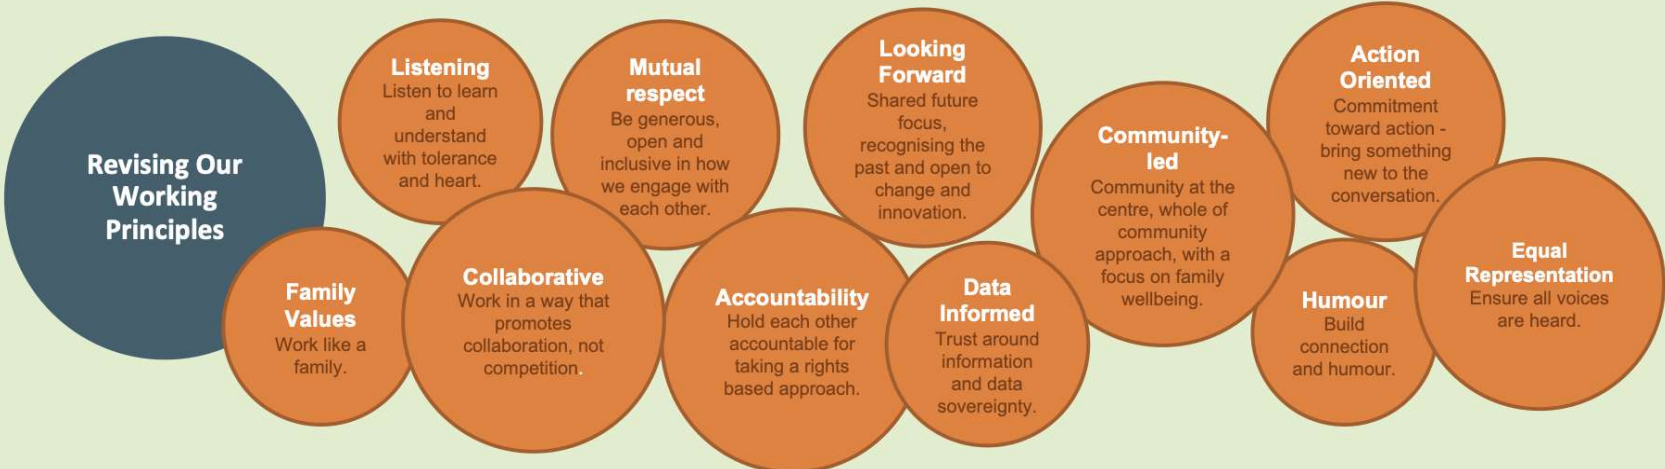 Revising Our
Working
Principles
Family
Values
Work like a
family.
Listening
Listen to learn
and
understand
with tolerance
and heart.
Collaborative
Work in a way that
promotes
collaboration, not
competition.
Mutual
respect
Be generous,
open and
inclusive in how
we engage with
each other.
Accountability
Hold each other
accountable for
taking a rights
based approach.
Looking
Forward
Shared future
focus,
recognising the
past and open to
change and
innovation.
Data
Informed
Trust around
information
and data
sovereignty.
Community-
led
Community at the
centre, whole of
community
approach, with a
focus on family
wellbeing.
Action
Oriented
Commitment
toward action -
bring something
new to the
conversation.
Humour
Build
connection
and humour.
Equal
Representation
Ensure all voices
are heard.